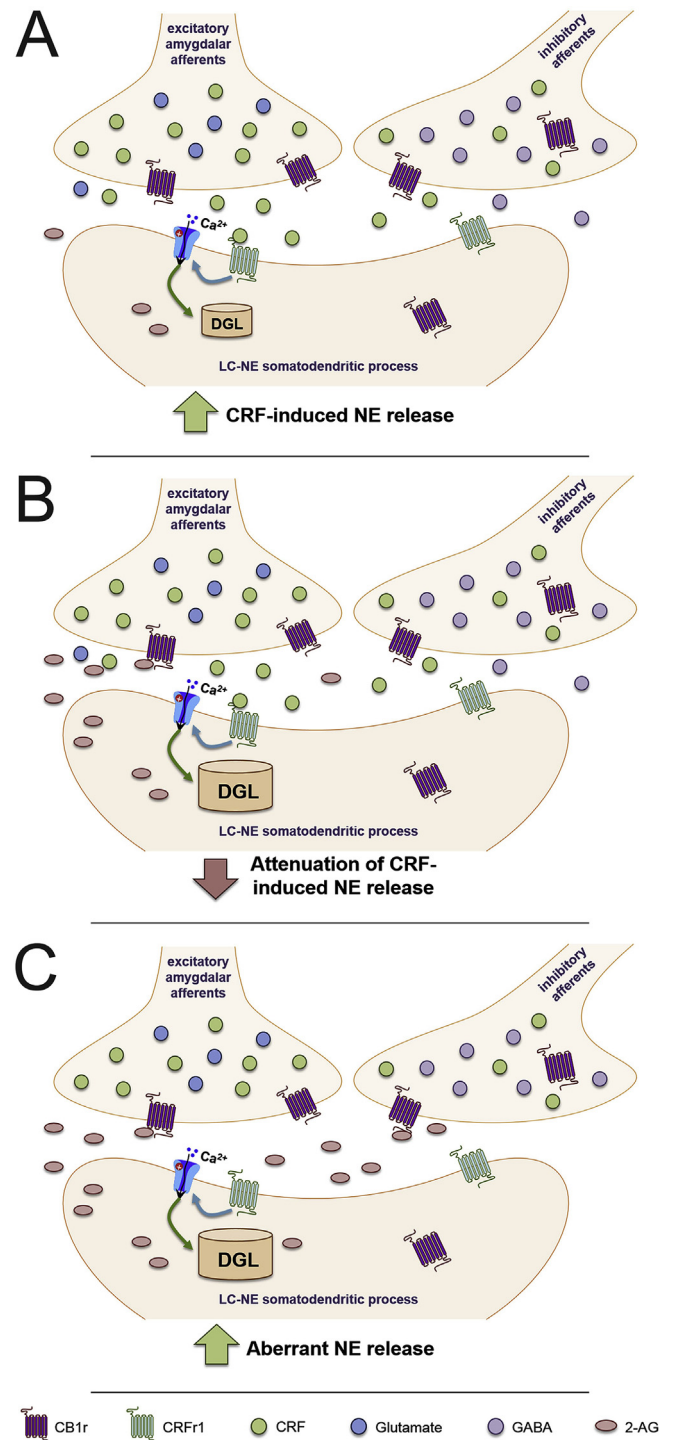 A
excitatory
amygdalar
afferents
inhibitory
afferents
Ca²⁺
DGL
LC-NE somatodendritic process
CRF-induced NE release
B
excitatory
amygdalar
afferents
inhibitory
afferents
Ca²⁺
DGL
LC-NE somatodendritic process
Attenuation of CRF-
induced NE release
C
excitatory
amygdalar
afferents
inhibitory
afferents
Ca²⁺
DGL
LC-NE somatodendritic process
Aberrant NE release
CB1r CRFr1 CRF Glutamate GABA 2-AG